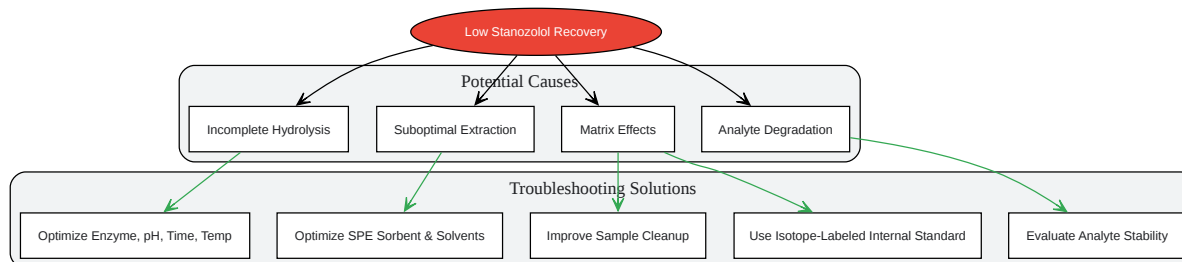 Low Stanozolol Recovery
Potential Causes
Incomplete Hydrolysis
Suboptimal Extraction
Matrix Effects
Analyte Degradation
Troubleshooting Solutions
Optimize Enzyme, pH, Time, Temp
Optimize SPE Sorbent & Solvents
Improve Sample Cleanup
Use Isotope-Labeled Internal Standard
Evaluate Analyte Stability